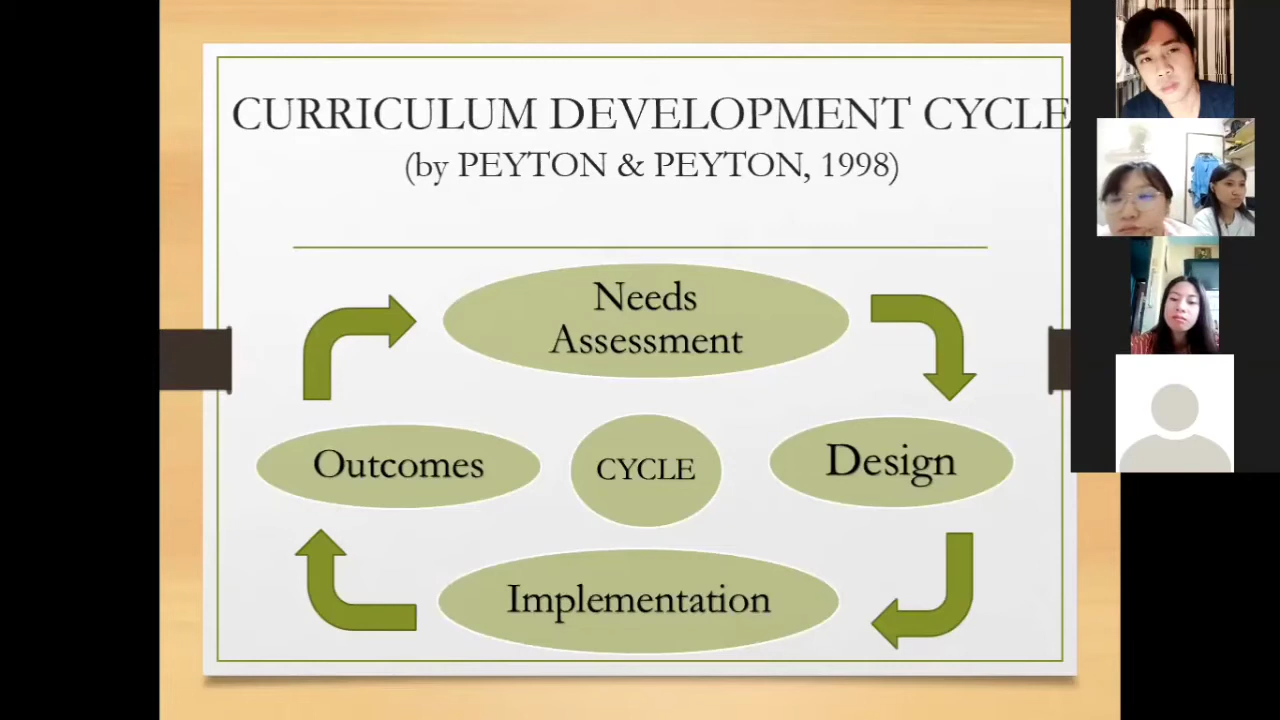 CURRICULUM DEVELOPMENT CYCLE
(by PEYTON & PEYTON, 1998)
Needs
Assessment
Outcomes
CYCLE
Design
Implementation